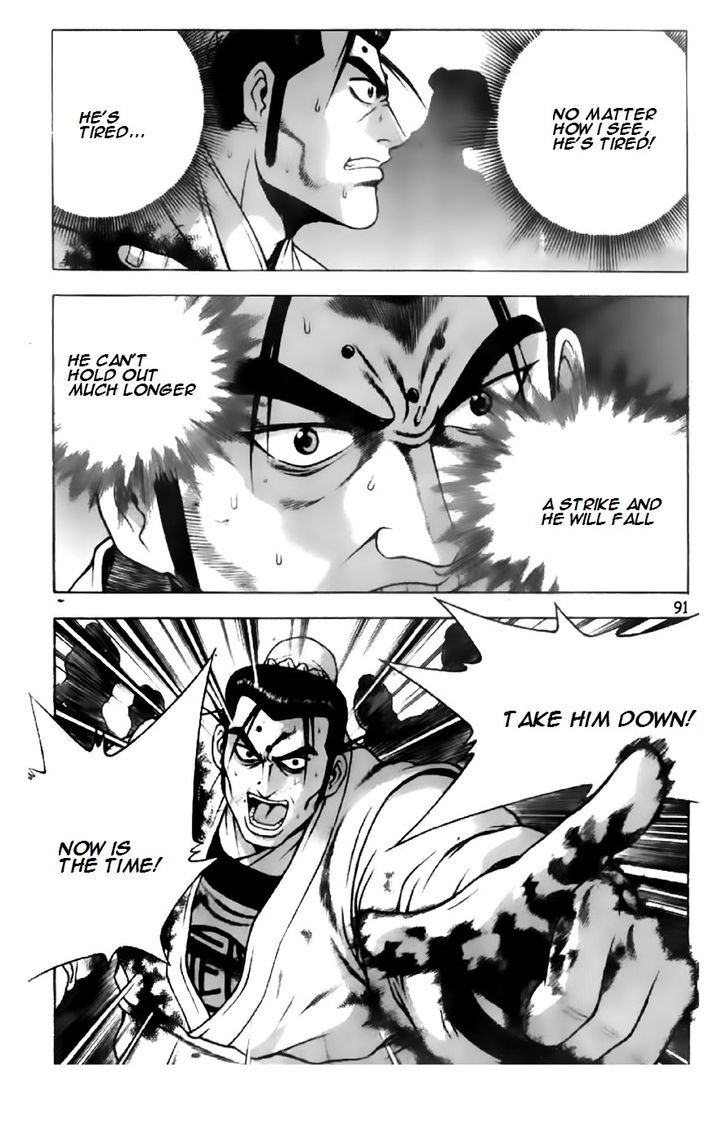 NO MATTER
HOW I SEE,
HE'S TIRED!
HE'S
TIRED...
A STRIKE AND
HE WILL FALL
HE CAN'T
HOLD OUT
MUCH LONGER
91
TAKE HIM DOWN!
NOW IS
THE TIME!